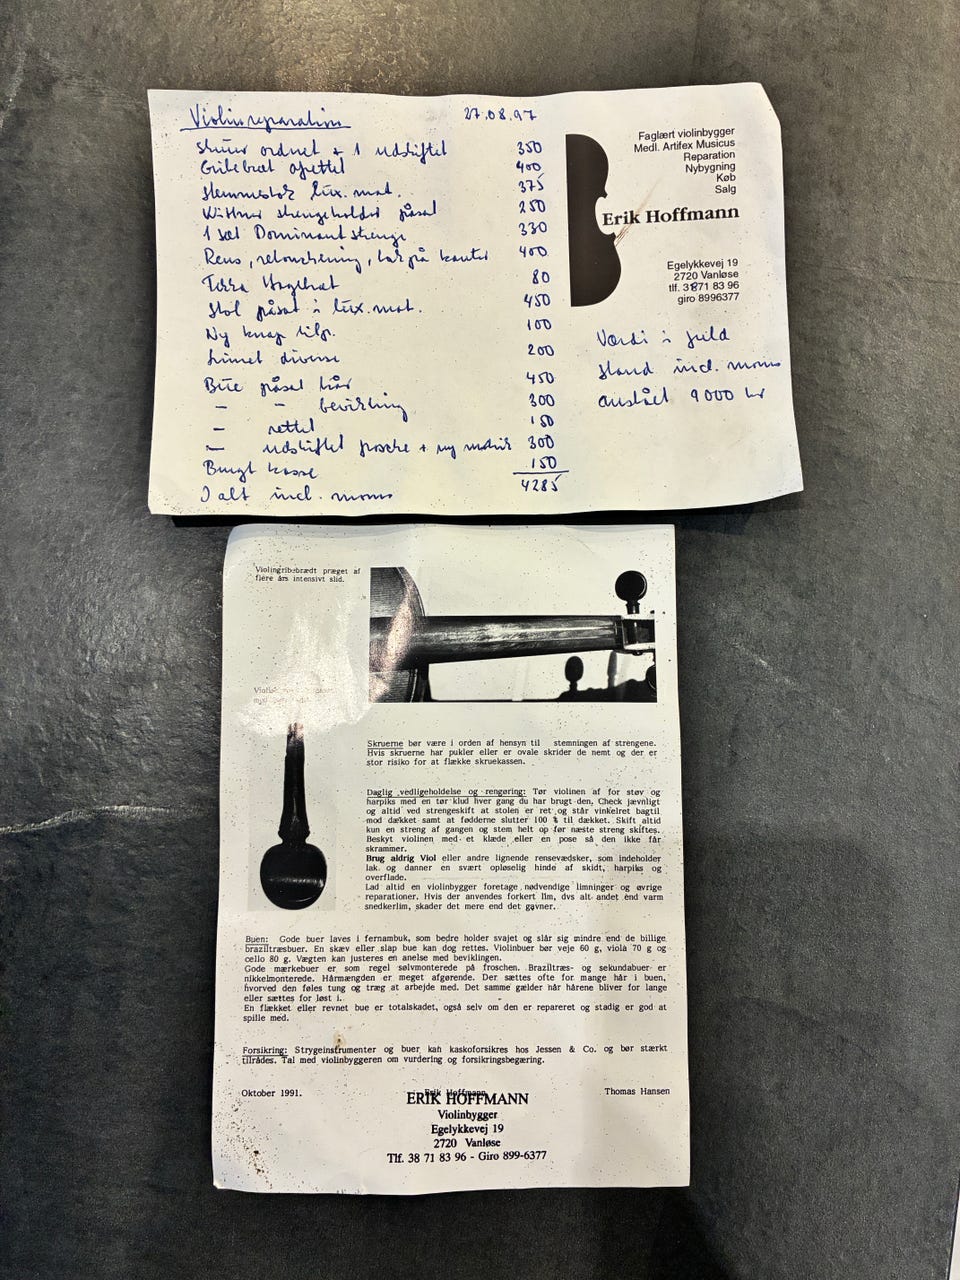 Violinreparation 27.08.97
Skruer ordnet + 1 udskiftet 350
Gribebræt afrettet 400
Stemmestok lux. mat. 375
Wittner strengeholder påsat 250
1 sæt Dominant strenge 330
Rens, retouchering, lak på kanter 400
80
Stol påsat i lux. mat. 450
Ny knap tilp. 100
Limet diverse 200
Bue påsat hår 450
— — bevikling 300
— rettet 150
— udskiftet frosche + ny 300
Brugt kasse 150
I alt incl. moms 4285
Faglært violinbygger
Medl. Artifex Musicus
Reparation
Nybygning
Køb
Salg
Erik Hoffmann
Egelykkevej 19
2720 Vanløse
tlf. 3871 83 96
giro 8996377
Værdi i fuld
stand incl. moms
anslået 9000 kr
Violingribebrædt præget af
flere års intensivt slid.
Skruerne bør være i orden af hensyn til stemningen af strengene.
Hvis skruerne har pukler eller er ovale skrider de nemt og der er
stor risiko for at flække skruekassen.
Daglig vedligeholdelse og rengøring: Tør violinen af for støv og
harpiks med en tør klud hver gang du har brugt den. Check jævnligt
og altid ved strengeskift at stolen er ret og står vinkelret bagtil
mod dækket samt at fødderne slutter 100 % til dækket. Skift altid
kun en streng af gangen og stem helt op før næste streng skiftes.
Beskyt violinen med et klæde eller en pose så den ikke får
skrammer.
Brug aldrig Viol eller andre lignende rensevædsker, som indeholder
lak og danner en svært opløselig hinde af skidt, harpiks og
overflade.
Lad altid en violinbygger foretage nødvendige limninger og øvrige
reparationer. Hvis der anvendes forkert lim, dvs alt andet end varm
snedkerlim, skader det mere end det gavner.
Buen: Gode buer laves i fernambuk, som bedre holder svajet og slår sig mindre end de billige
braziltræsbuer. En skæv eller slap bue kan dog rettes. Violinbuer bør veje 60 g, viola 70 g og
cello 80 g. Vægten kan justeres en anelse med beviklingen.
Gode mærkebuer er som regel sølvmonterede på froschen. Braziltræs- og sekundabuer er
nikkelmonterede. Hårmængden er meget afgørende. Der sættes ofte for mange hår i buen,
hvorved den føles tung og træg at arbejde med. Det samme gælder når hårene bliver for lange
eller sættes for løst i.
En flækket eller revnet bue er totalskadet, også selv om den er repareret og stadig er god at
spille med.
Forsikring: Strygeinstrumenter og buer kan kaskoforsikres hos Jessen & Co. og bør stærkt
tilrådes. Tal med violinbyggeren om vurdering og forsikringsbegæring.
Oktober 1991. Erik Hoffmann Thomas Hansen
ERIK HOFFMANN
Violinbygger
Egelykkevej 19
2720 Vanløse
Tlf. 38 71 83 96 - Giro 899-6377